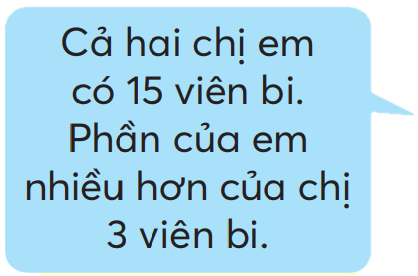 Cả hai chị em
có 15 viên bi.
Phần của em
nhiều hơn của chị
3 viên bi.